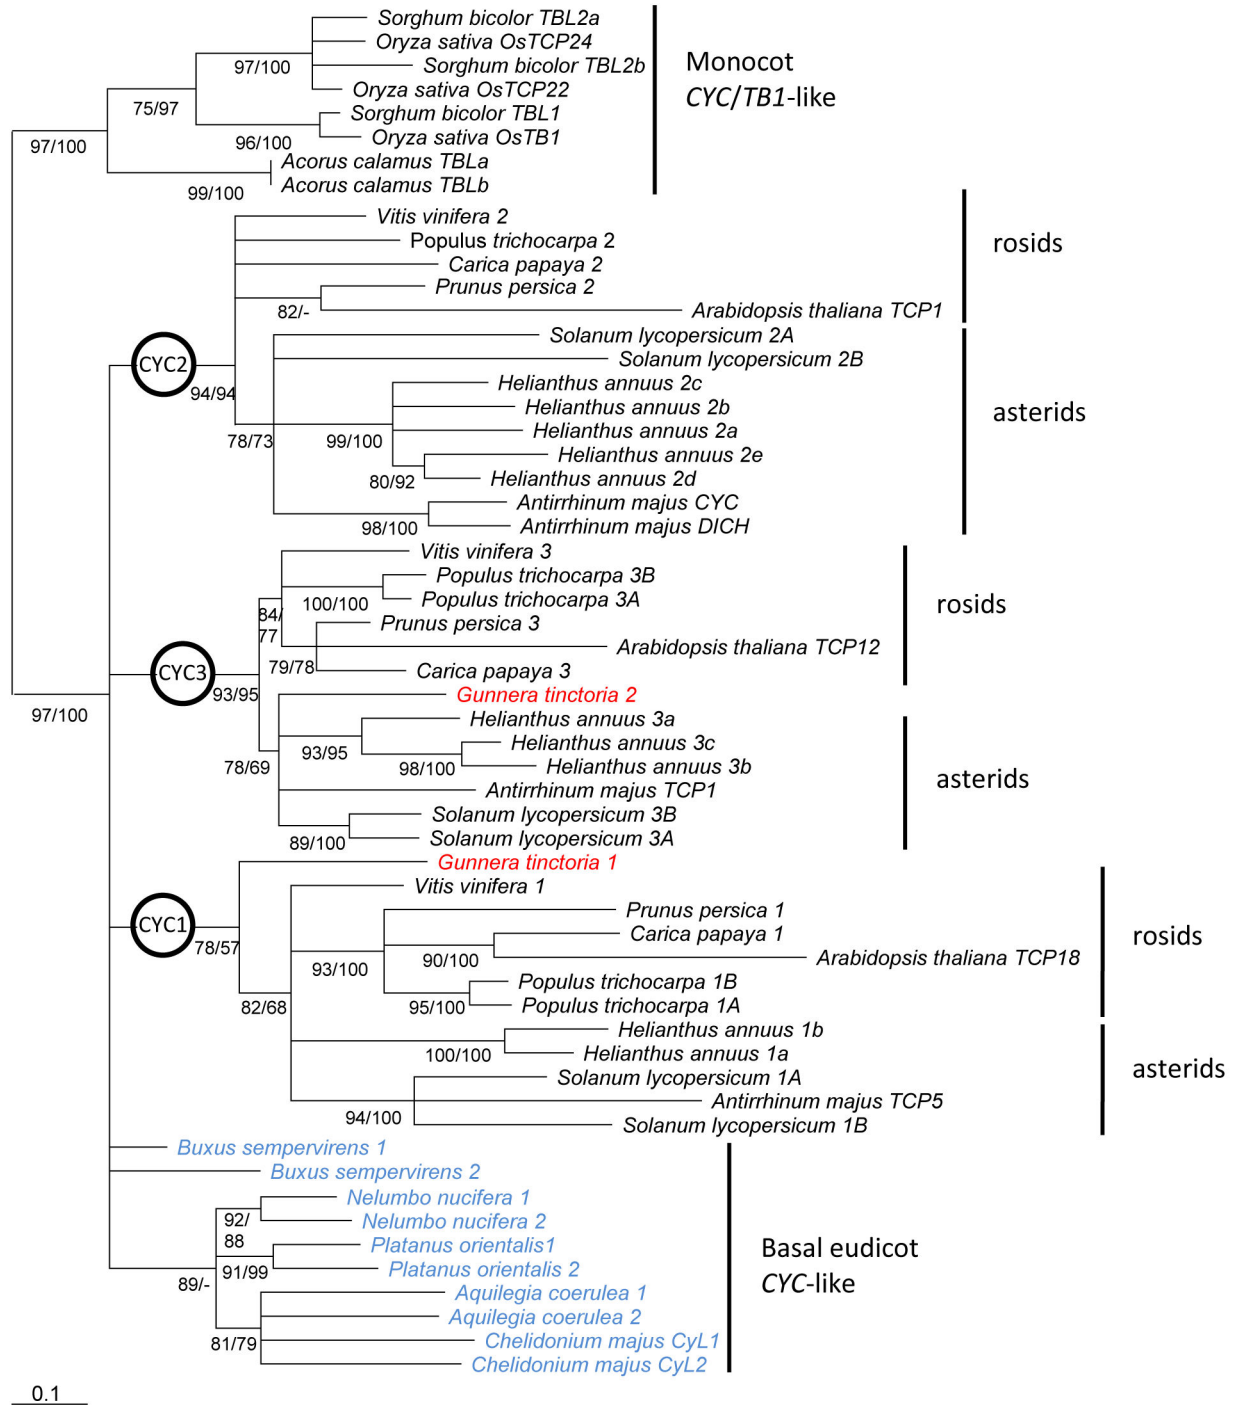 Sorghum bicolor TBL2a
Oryza sativa OsTCP24
97/100
Sorghum bicolor TBL2b
Monocot
CYC/TB1-like
Oryza sativa OsTCP22
75/97
Sorghum bicolor TBL1
Oryza sativa OsTB1
97/100
96/100
Acorus calamus TBLa
Acorus calamus TBLb
99/100
Vitis vinifera 2
Populus trichocarpa 2
rosids
Carica papaya 2
Prunus persica 2
82/-
Arabidopsis thaliana TCP1
Solanum lycopersicum 2A
Solanum lycopersicum 2B
CYC2
94/94
Helianthus annuus 2c
Helianthus annuus 2b
asterids
Helianthus annuus 2a
78/73
99/100
Helianthus annuus 2e
Helianthus annuus 2d
80/92
Antirrhinum majus CYC
Antirrhinum majus DICH
98/100
Vitis vinifera 3
Populus trichocarpa 3B
Populus trichocarpa 3A
100/100
rosids
84/
77
Prunus persica 3
Arabidopsis thaliana TCP12
79/78
Carica papaya 3
CYC3
93/95
Gunnera tinctoria 2
97/100
Helianthus annuus 3a
Helianthus annuus 3c
93/95
Helianthus annuus 3b
98/100
78/69
asterids
Antirrhinum majus TCP1
Solanum lycopersicum 3B
Solanum lycopersicum 3A
89/100
Gunnera tinctoria 1
Vitis vinifera 1
Prunus persica 1
CYC1
78/57
Carica papaya 1
rosids
Arabidopsis thaliana TCP18
90/100
93/100
Populus trichocarpa 1B
Populus trichocarpa 1A
95/100
82/68
Helianthus annuus 1b
Helianthus annuus 1a
100/100
asterids
Solanum lycopersicum 1A
Antirrhinum majus TCP5
94/100
Solanum lycopersicum 1B
Buxus sempervirens 1
Buxus sempervirens 2
Nelumbo nucifera 1
Nelumbo nucifera 2
92/
88
Platanus orientalis1
Platanus orientalis 2
91/99
89/-
Basal eudicot
CYC-like
Aquilegia coerulea 1
Aquilegia coerulea 2
Chelidonium majus CyL1
81/79
Chelidonium majus CyL2
0.1